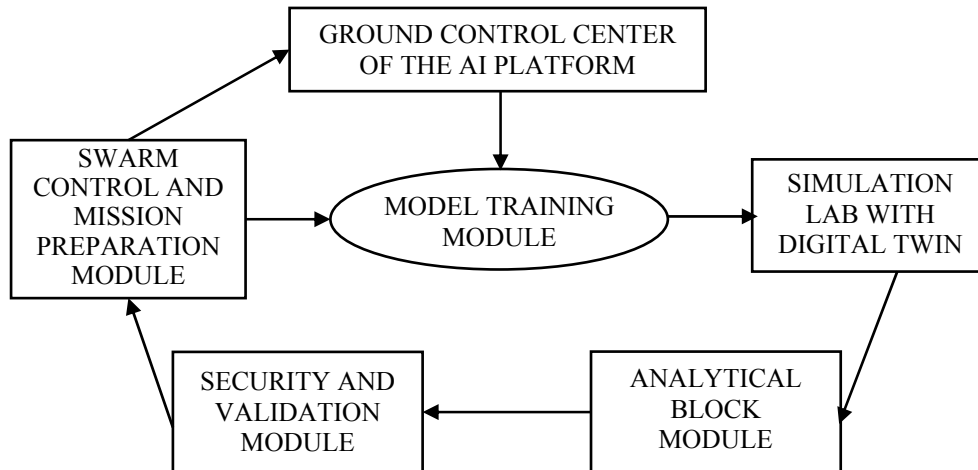 GROUND CONTROL CENTER
OF THE AI PLATFORM
SWARM
CONTROL AND
MISSION
PREPARATION
MODULE
MODEL TRAINING
MODULE
SIMULATION
LAB WITH
DIGITAL TWIN
SECURITY AND
VALIDATION
MODULE
ANALYTICAL
BLOCK
MODULE